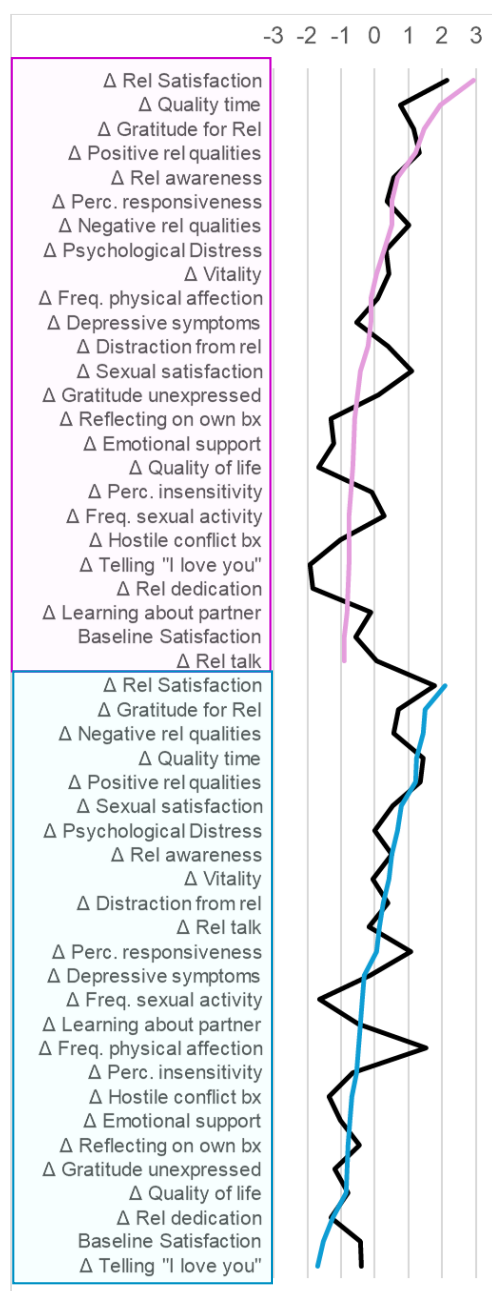 -3 -2 -1 0 1 2 3
Δ Rel Satisfaction
Δ Quality time
Δ Gratitude for Rel
Δ Positive rel qualities
Δ Rel awareness
Δ Perc. responsiveness
Δ Negative rel qualities
Δ Psychological Distress
Δ Vitality
Δ Freq. physical affection
Δ Depressive symptoms
Δ Distraction from rel
Δ Sexual satisfaction
Δ Gratitude unexpressed
Δ Reflecting on own bx
Δ Emotional support
Δ Quality of life
Δ Perc. insensitivity
Δ Freq. sexual activity
Δ Hostile conflict bx
Δ Telling "I love you"
Δ Rel dedication
Δ Learning about partner
Baseline Satisfaction
Δ Rel talk
Δ Rel Satisfaction
Δ Gratitude for Rel
Δ Negative rel qualities
Δ Quality time
Δ Positive rel qualities
Δ Sexual satisfaction
Δ Psychological Distress
Δ Rel awareness
Δ Vitality
Δ Distraction from rel
Δ Rel talk
Δ Perc. responsiveness
Δ Depressive symptoms
Δ Freq. sexual activity
Δ Learning about partner
Δ Freq. physical affection
Δ Perc. insensitivity
Δ Hostile conflict bx
Δ Emotional support
Δ Reflecting on own bx
Δ Gratitude unexpressed
Δ Quality of life
Δ Rel dedication
Baseline Satisfaction
Δ Telling "I love you"